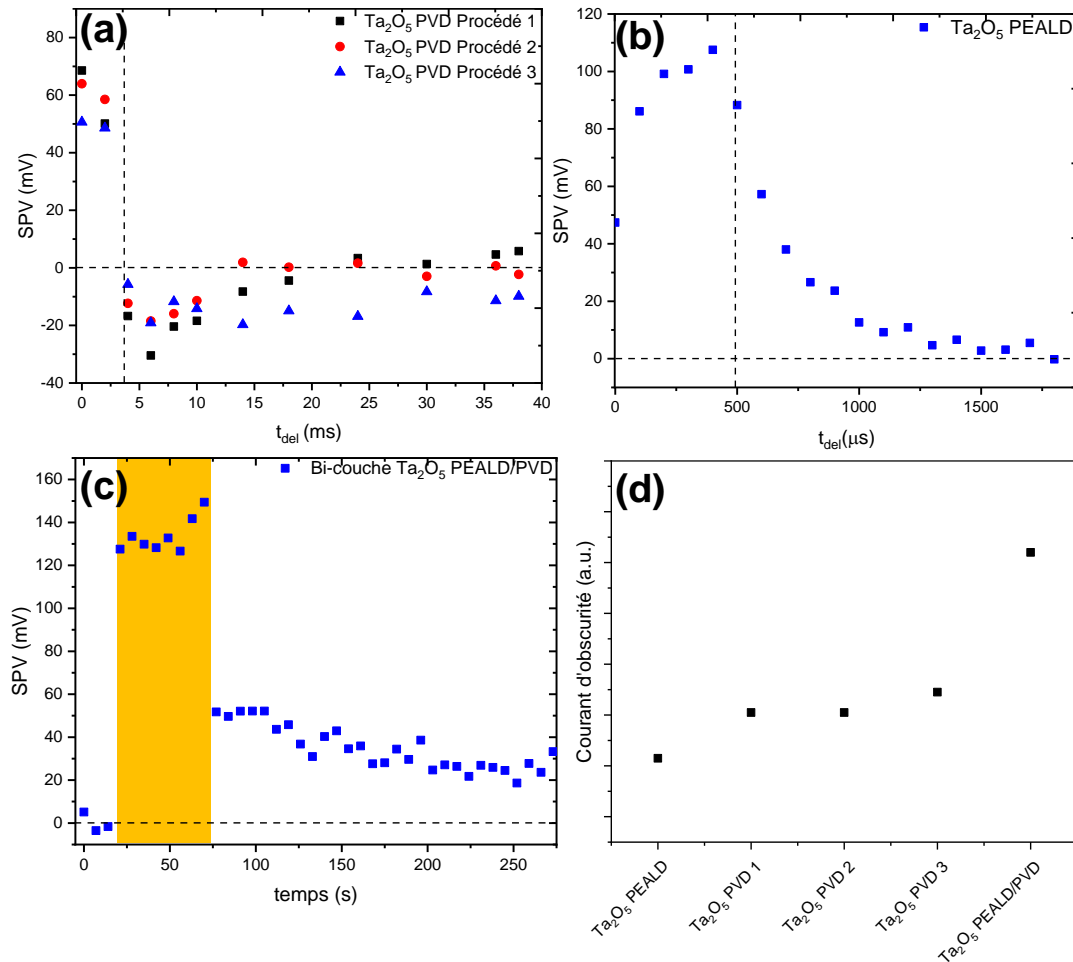 (a)
Ta₂O₅ PVD Procédé 1
Ta₂O₅ PVD Procédé 2
Ta₂O₅ PVD Procédé 3
80
60
40
20
0
-20
-40
SPV (mV)
0 5 10 15 20 25 30 35 40
t_del (ms)
(b)
Ta₂O₅ PEALD
120
100
80
60
40
20
0
SPV (mV)
0 500 1000 1500
t_del(μs)
(c)
Bi-couche Ta₂O₅ PEALD/PVD
160
140
120
100
80
60
40
20
0
SPV (mV)
0 50 100 150 200 250
temps (s)
(d)
Courant d'obscurité (a.u.)
Ta₂O₅ PEALD
Ta₂O₅ PVD 1
Ta₂O₅ PVD 2
Ta₂O₅ PVD 3
Ta₂O₅ PEALD/PVD